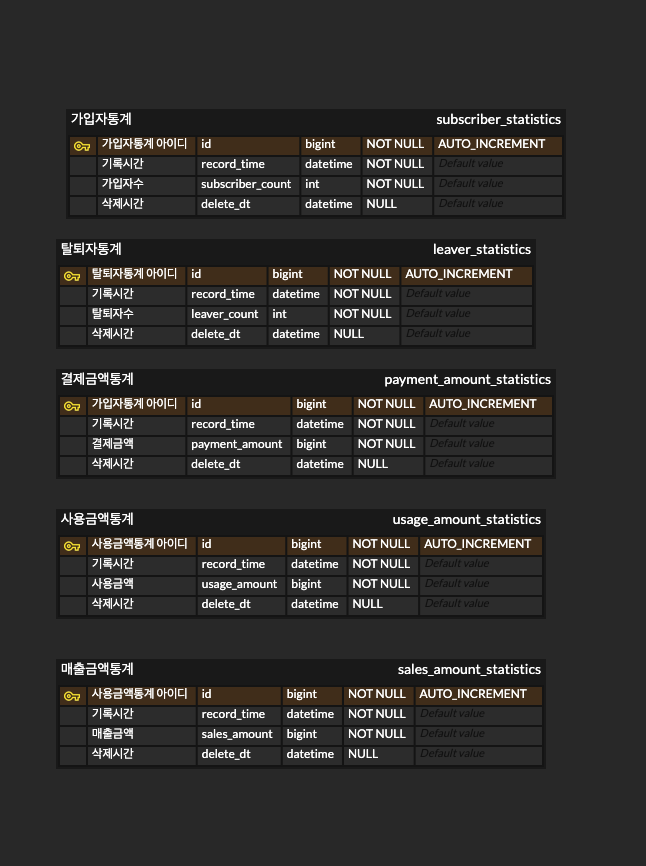 가입자통계 subscriber_statistics
가입자통계 아이디 id bigint NOT NULL AUTO_INCREMENT
기록시간 record_time datetime NOT NULL Default value
가입자수 subscriber_count int NOT NULL Default value
삭제시간 delete_dt datetime NULL Default value
탈퇴자통계 leaver_statistics
탈퇴자통계 아이디 id bigint NOT NULL AUTO_INCREMENT
기록시간 record_time datetime NOT NULL Default value
탈퇴자수 leaver_count int NOT NULL Default value
삭제시간 delete_dt datetime NULL Default value
결제금액통계 payment_amount_statistics
가입자통계 아이디 id bigint NOT NULL AUTO_INCREMENT
기록시간 record_time datetime NOT NULL Default value
결제금액 payment_amount bigint NOT NULL Default value
삭제시간 delete_dt datetime NULL Default value
사용금액통계 usage_amount_statistics
사용금액통계 아이디 id bigint NOT NULL AUTO_INCREMENT
기록시간 record_time datetime NOT NULL Default value
사용금액 usage_amount bigint NOT NULL Default value
삭제시간 delete_dt datetime NULL Default value
매출금액통계 sales_amount_statistics
사용금액통계 아이디 id bigint NOT NULL AUTO_INCREMENT
기록시간 record_time datetime NOT NULL Default value
매출금액 sales_amount bigint NOT NULL Default value
삭제시간 delete_dt datetime NULL Default value